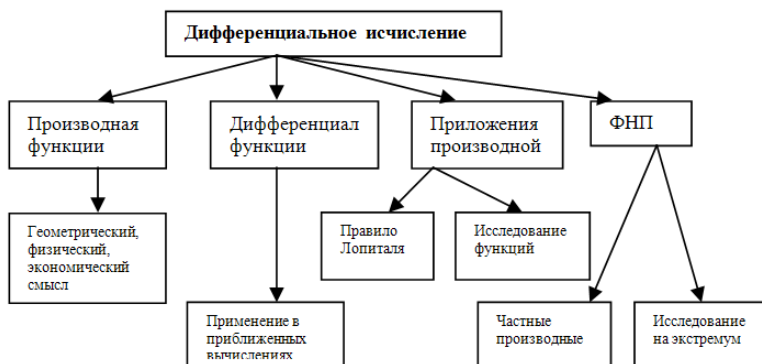 Дифференциальное исчисление
Производная
функции
Дифференциал
функции
Приложения
производной
ФНП
Геометрический,
физический,
экономический
смысл
Правило
Лопиталя
Исследование
функций
Применение в
приближенных
вычислениях
Частные
производные
Исследование
на экстремум